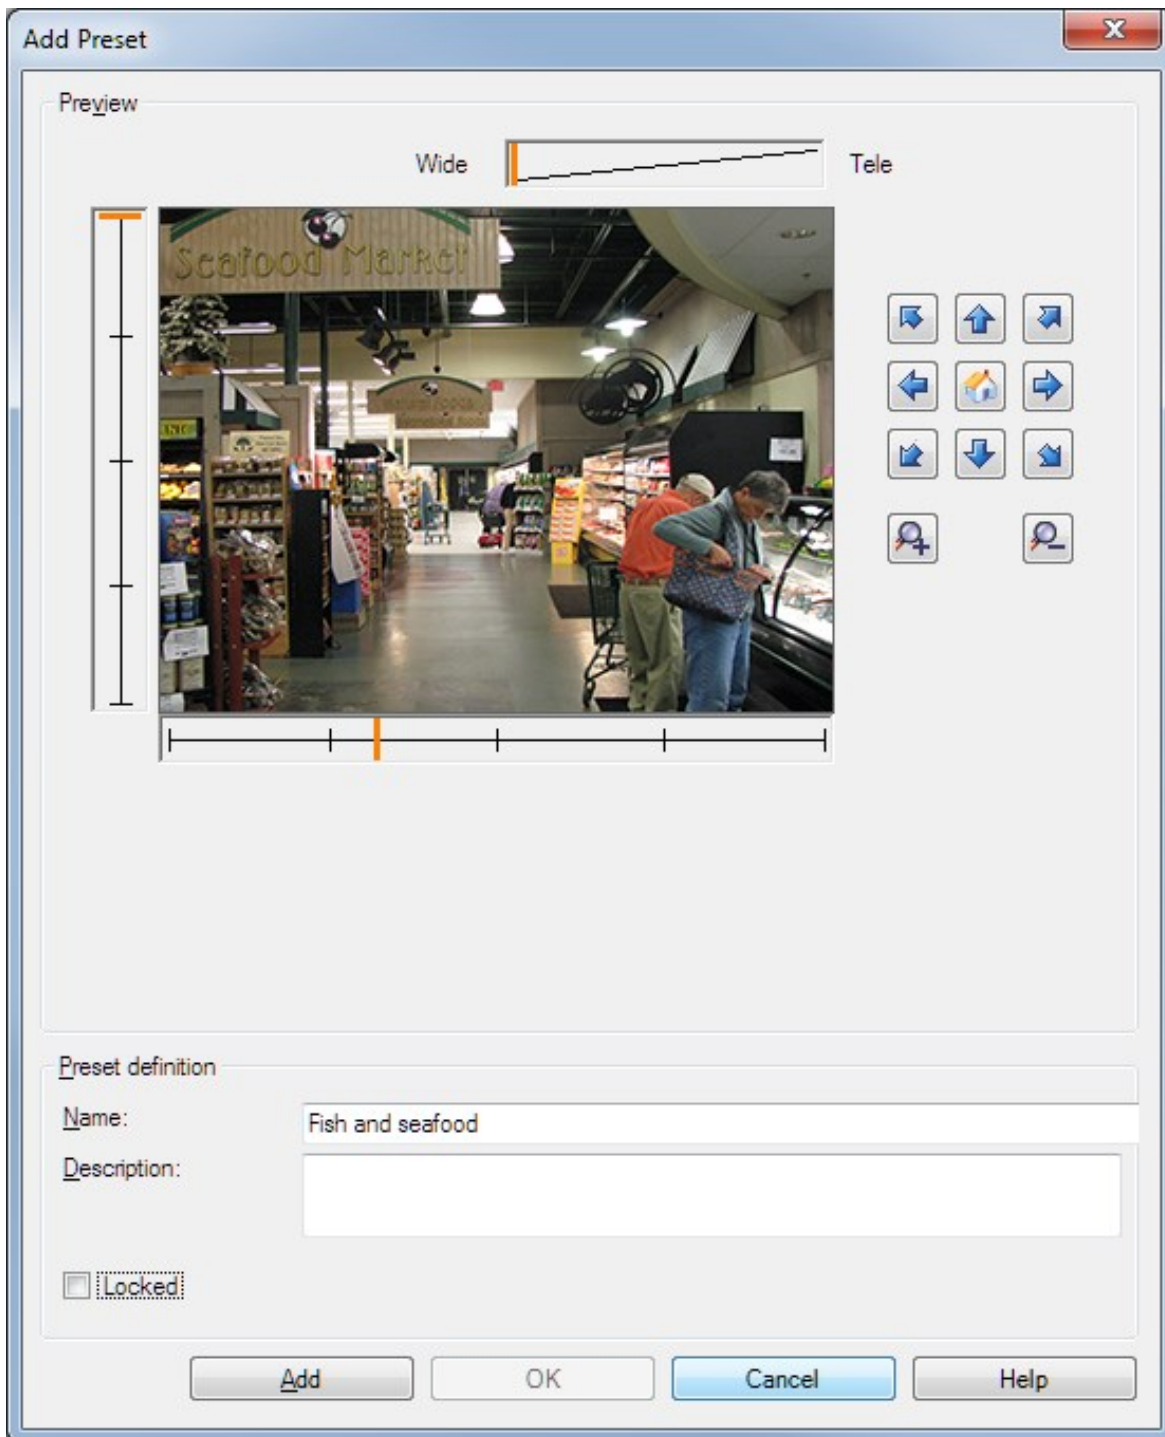 Add Preset
Preview
Wide
Tele
Seafood Market
Preset definition
Name:
Fish and seafood
Description:
Locked
Add
OK
Cancel
Help